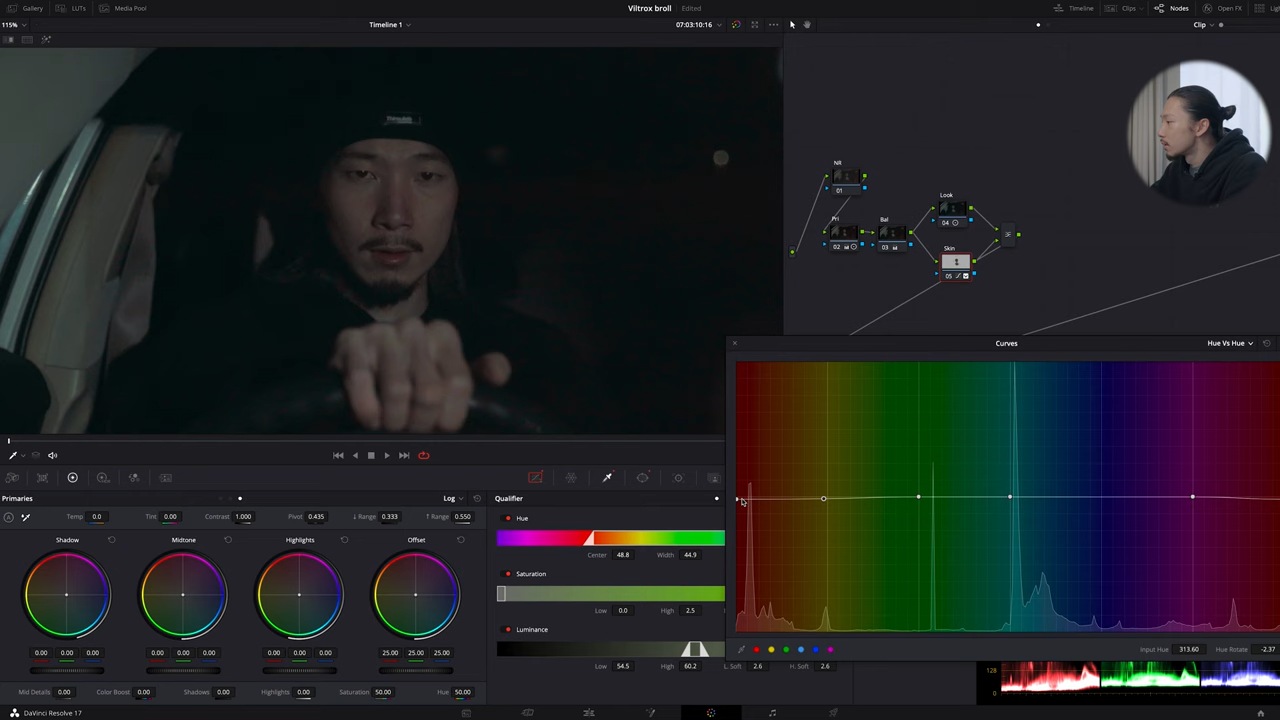 Gallery LUTs Media Pool Viltrox broll Edited Timeline Clips Nodes Open FX
115% Timeline 1 07:03:10:16 Clip
NR
01
Look
04
Pri
02
Bal
03
Skin
05
Curves Hue Vs Hue
Primaries Log Qualifier
Temp 0.0 Tint 0.00 Contrast 1.000 Pivot 0.435 L Range 0.333 ↑ Range 0.550
Hue
Shadow Midtone Highlights Offset
Center 48.8 Width 44.9
Saturation
Low 0.0 High 2.5
Luminance
0.00 0.00 0.00 0.00 0.00 0.00 0.00 0.00 0.00 25.00 25.00 25.00
Input Hue 313.60 Hue Rotate -2.37
Low 54.5 High 60.2 L. Soft 2.6 H. Soft 2.6
128
0
Mid Details 0.00 Color Boost 0.00 Shadows 0.00 Highlights 0.00 Saturation 50.00 Hue 50.00
DaVinci Resolve 17